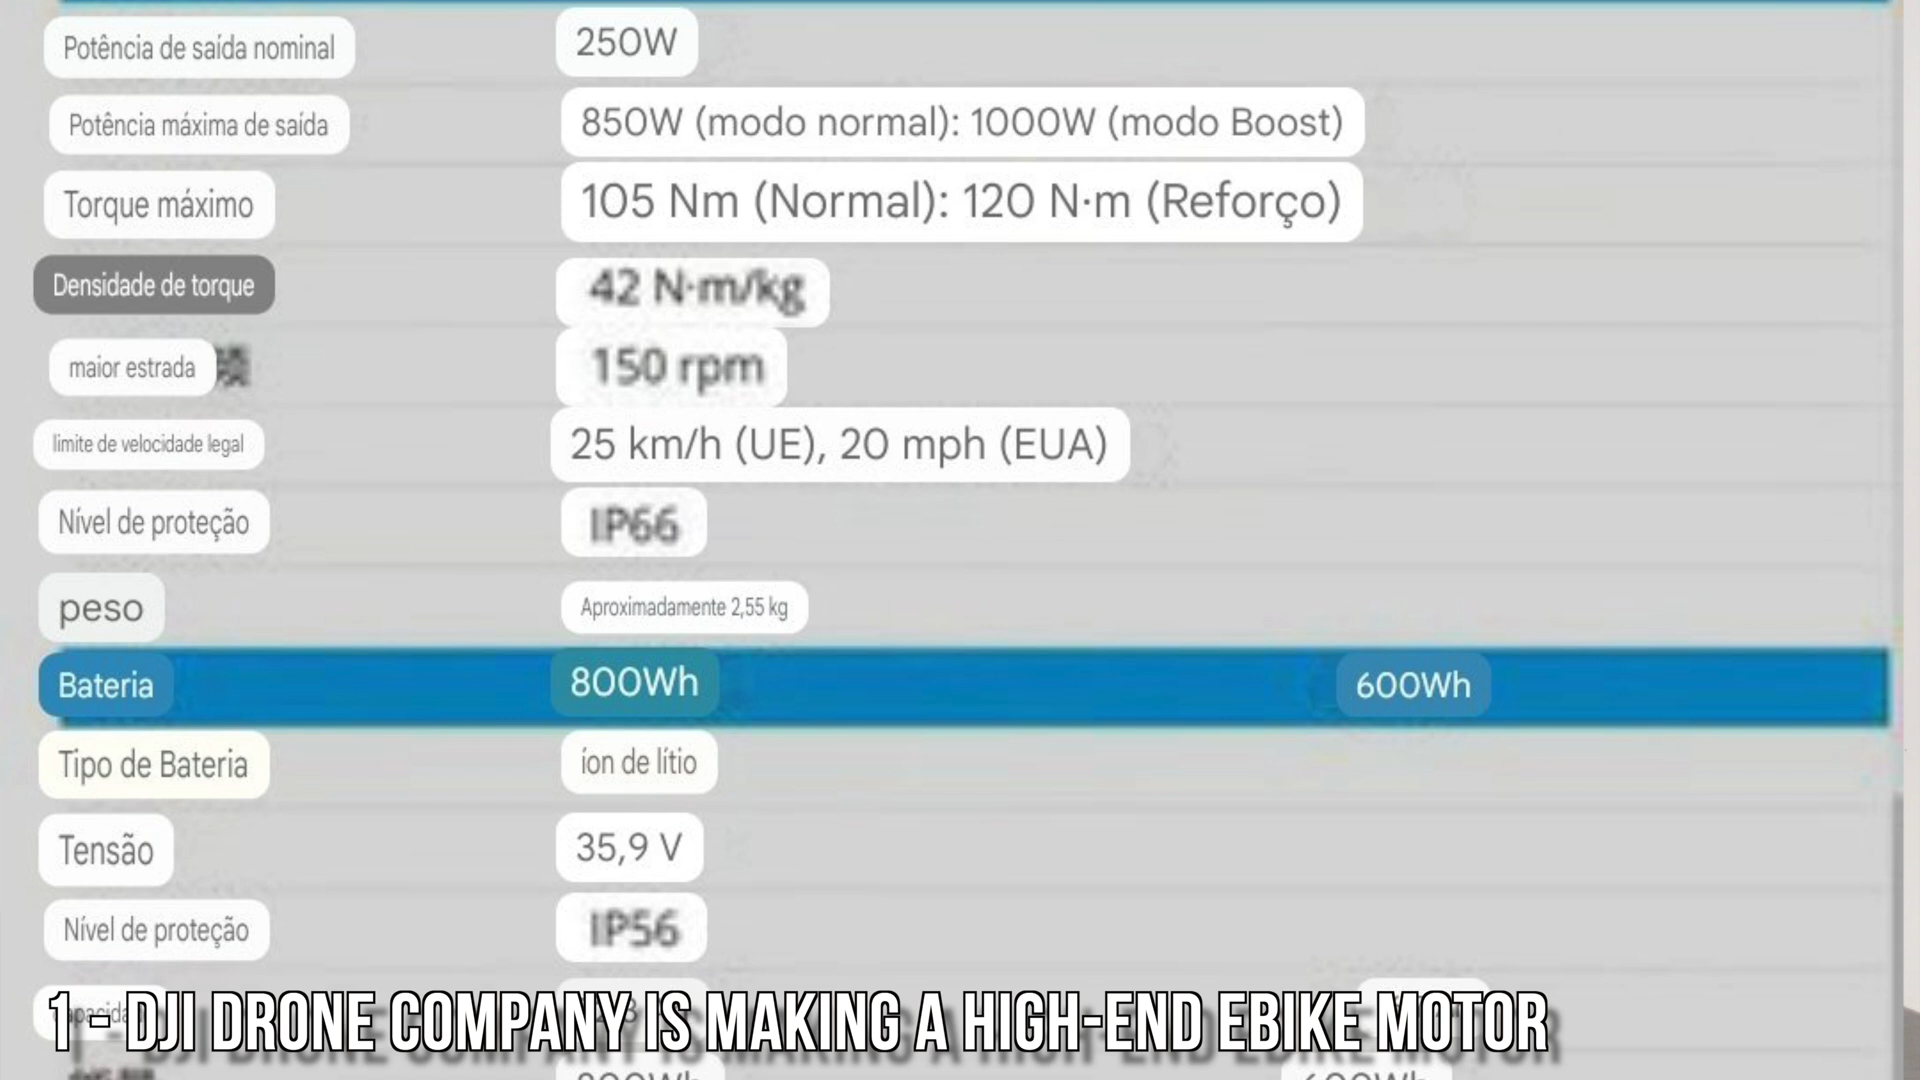 Potência de saída nominal 250W
Potência máxima de saída 850W (modo normal): 1000W (modo Boost)
Torque máximo 105 Nm (Normal): 120 N·m (Reforço)
Densidade de torque 42 N·m/kg
maior estrada 150 rpm
limite de velocidade legal 25 km/h (UE), 20 mph (EUA)
Nível de proteção IP66
peso Aproximadamente 2,55 kg
Bateria 800Wh 600Wh
Tipo de Bateria íon de lítio
Tensão 35,9 V
Nível de proteção IP56
1 - DJI DRONE COMPANY IS MAKING A HIGH-END EBIKE MOTOR
800Wh 600Wh